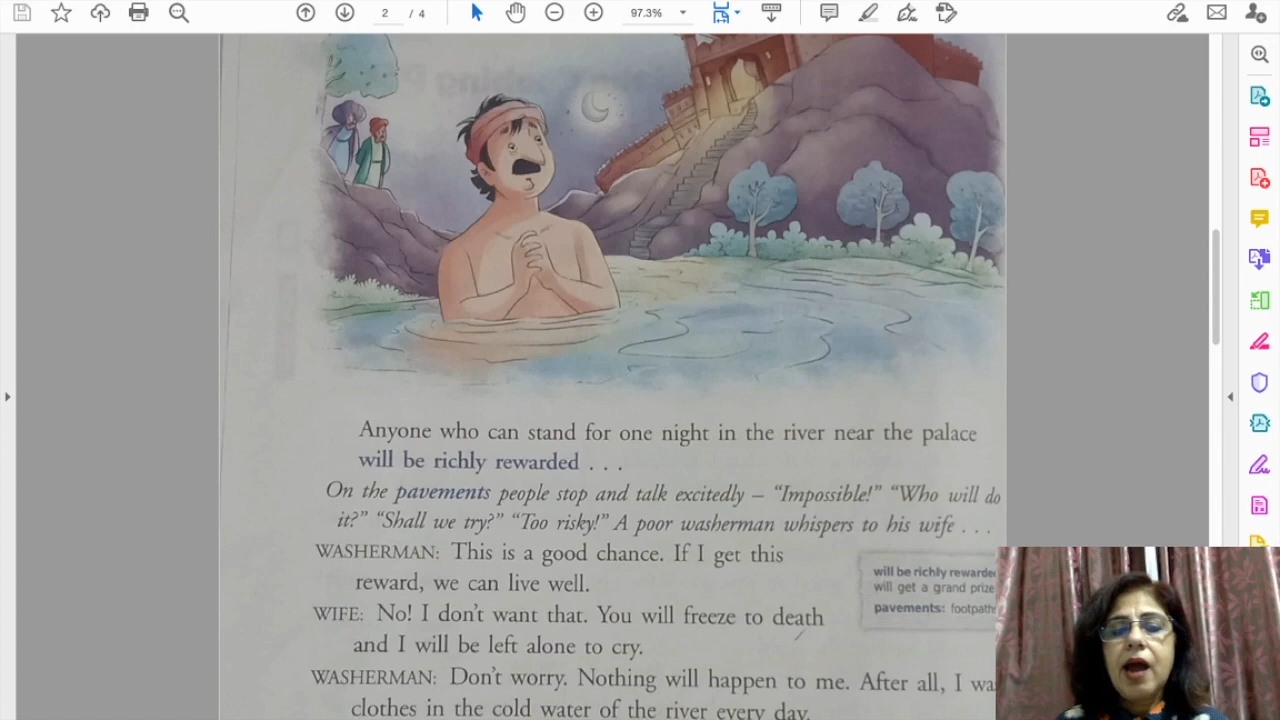 2 / 4
97.3%
Anyone who can stand for one night in the river near the palace
will be richly rewarded . . .
On the pavements people stop and talk excitedly – “Impossible!” “Who will do
it?” “Shall we try?” “Too risky!” A poor washerman whispers to his wife . . .
WASHERMAN: This is a good chance. If I get this
reward, we can live well.
will be richly rewarded
will get a grand prize
pavements: footpaths
WIFE: No! I don’t want that. You will freeze to death
and I will be left alone to cry.
WASHERMAN: Don’t worry. Nothing will happen to me. After all, I wa
clothes in the cold water of the river every day.